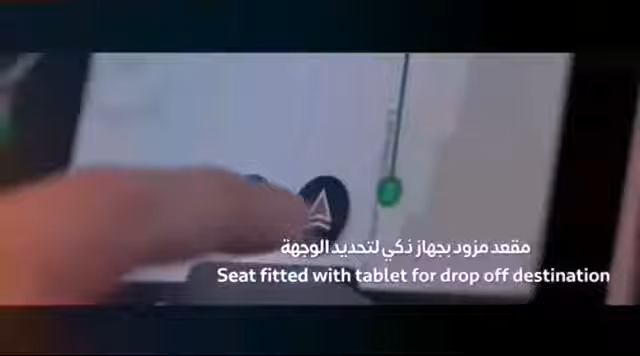 مقعد مزود بجهاز ذكي لتحديد الوجهة
Seat fitted with tablet for drop off destination